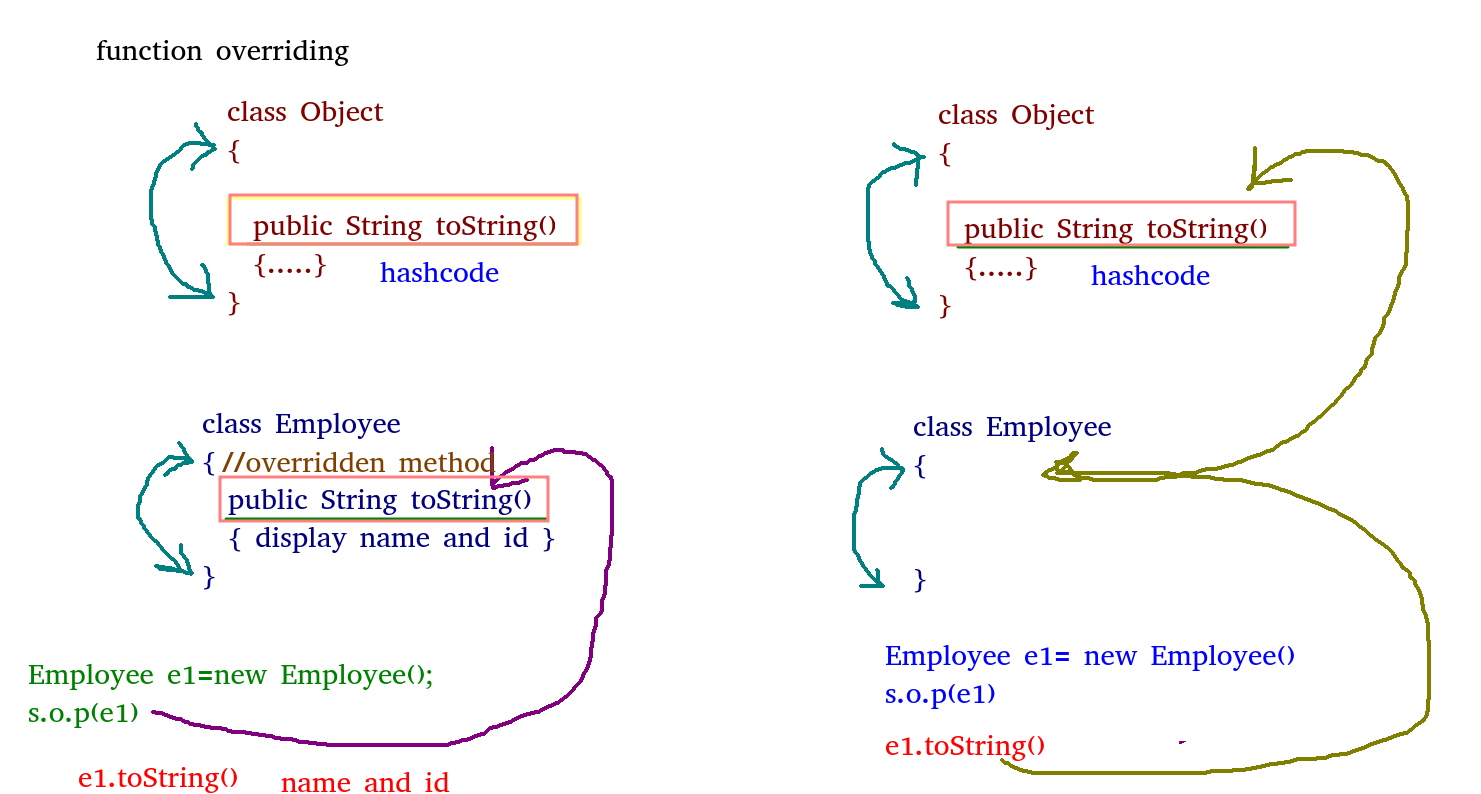 function overriding
class Object
{
public String toString()
{.....}
hashcode
}
class Employee
{ //overridden method
public String toString()
{ display name and id }
}
Employee e1=new Employee();
s.o.p(e1)
e1.toString()
name and id
class Object
{
public String toString()
{.....}
hashcode
}
class Employee
{
}
Employee e1= new Employee()
s.o.p(e1)
e1.toString()